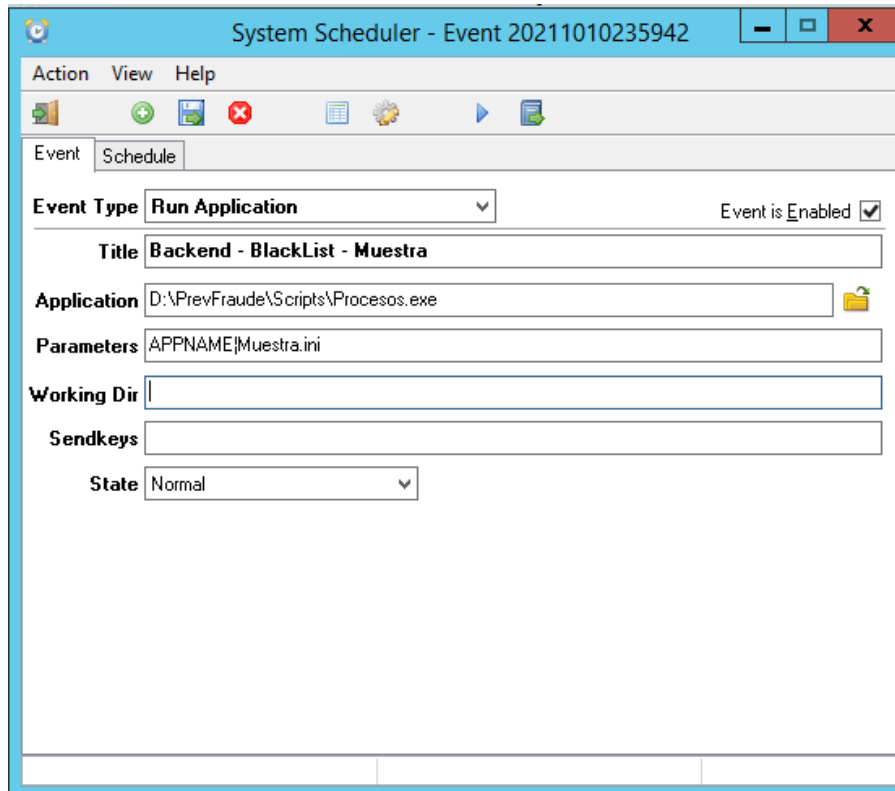 System Scheduler - Event 20211010235942
Action View Help
Event Schedule
Event Type Run Application Event is Enabled
Title Backend - BlackList - Muestra
Application D:\PrevFraude\Scripts\Procesos.exe
Parameters APPNAME|Muestra.ini
Working Dir
Sendkeys
State Normal